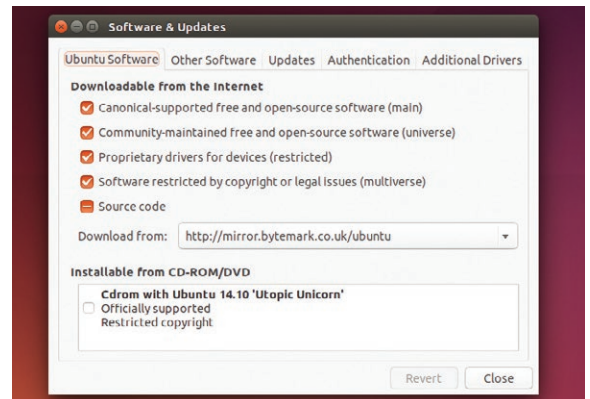 Software & Updates
Ubuntu Software Other Software Updates Authentication Additional Drivers
Downloadable from the Internet
Canonical-supported free and open-source software (main)
Community-maintained free and open-source software (universe)
Proprietary drivers for devices (restricted)
Software restricted by copyright or legal issues (multiverse)
Source code
Download from: http://mirror.bytemark.co.uk/ubuntu
Installable from CD-ROM/DVD
Cdrom with Ubuntu 14.10 'Utopic Unicorn'
Officially supported
Restricted copyright
Revert Close